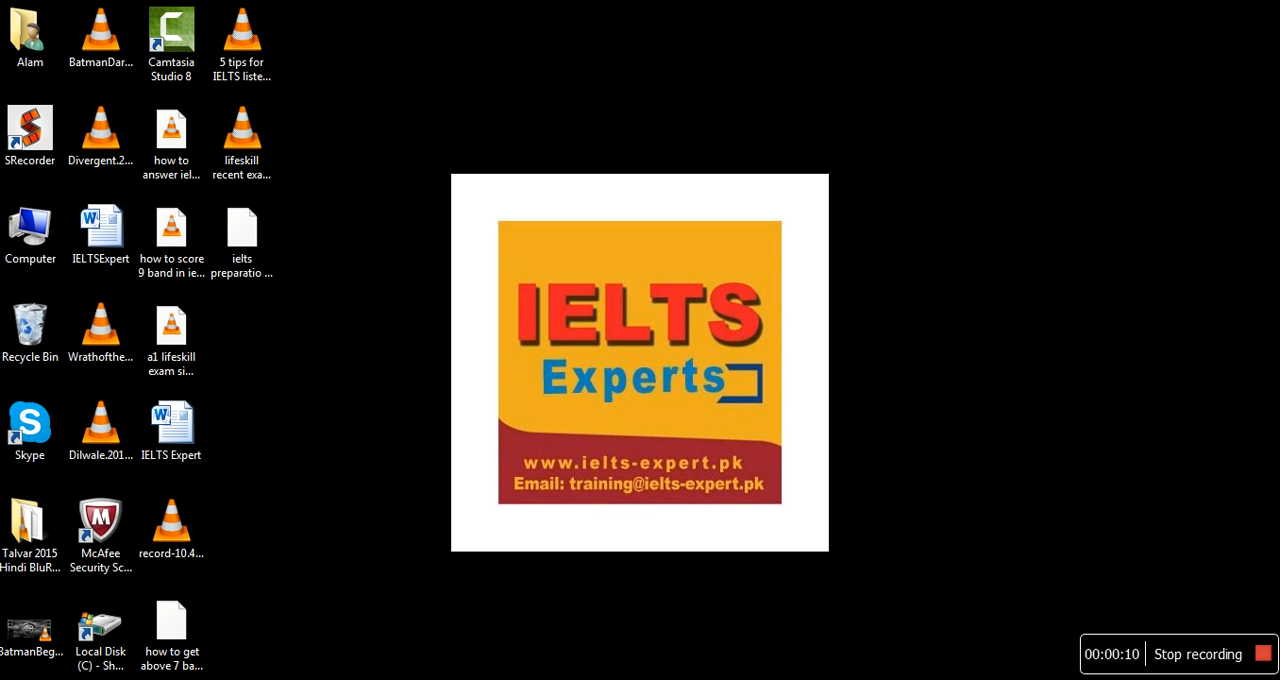 Alam
BatmanDar...
Camtasia
Studio 8
5 tips for
IELTS liste...
SRecorder
Divergent.2...
how to
answer iel...
lifeskill
recent exa...
Computer
IELTSExpert
how to score
9 band in ie...
ielts
preparatio ...
Recycle Bin
Wrathofthe...
a1 lifeskill
exam si...
Skype
Dilwale.201...
IELTS Expert
Talvar 2015
Hindi BluR...
McAfee
Security Sc...
record-10.4...
BatmanBeg...
Local Disk
(C) - Sh...
how to get
above 7 ba...
IELTS
Experts
www.ielts-expert.pk
Email: training@ielts-expert.pk
00:00:10 Stop recording